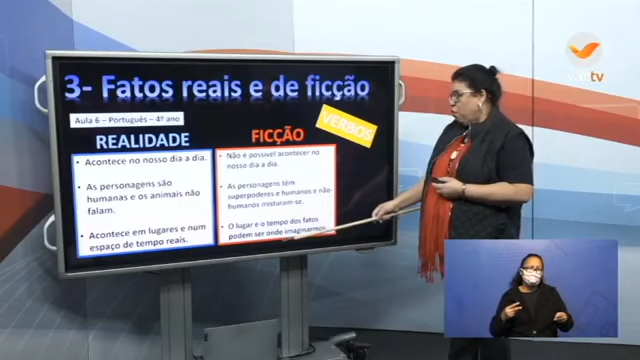 3- Fatos reais e de ficção
Aula 6 – Português – 4º ano
VERBOS
REALIDADE
• Acontece no nosso dia a dia.
• As personagens são
humanas e os animais não
falam.
• Acontece em lugares e num
espaço de tempo reais.
FICÇÃO
• Não é possível acontecer no
nosso dia a dia.
• As personagens têm
superpoderes e humanos e não-
humanos misturam-se.
• O lugar e o tempo dos fatos
podem ser onde imaginarmos.
tv